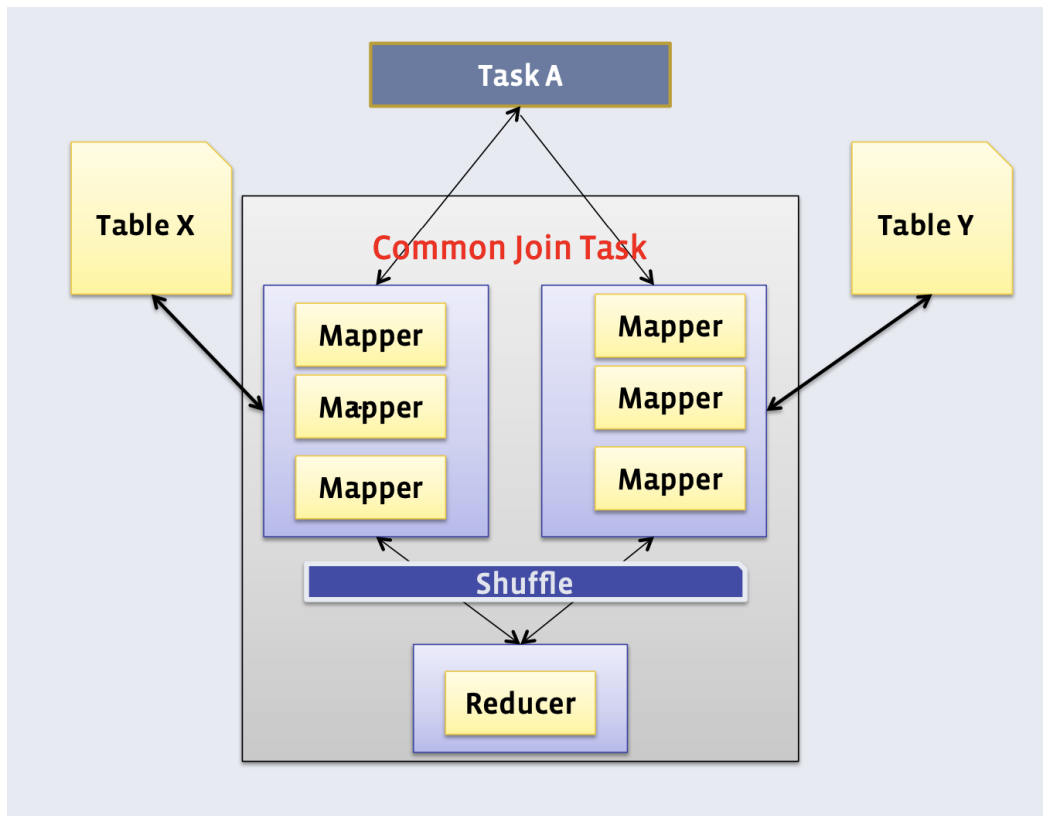 Task A
Table X
Table Y
Common Join Task
Mapper
Mapper
Mapper
Mapper
Mapper
Mapper
Shuffle
Reducer